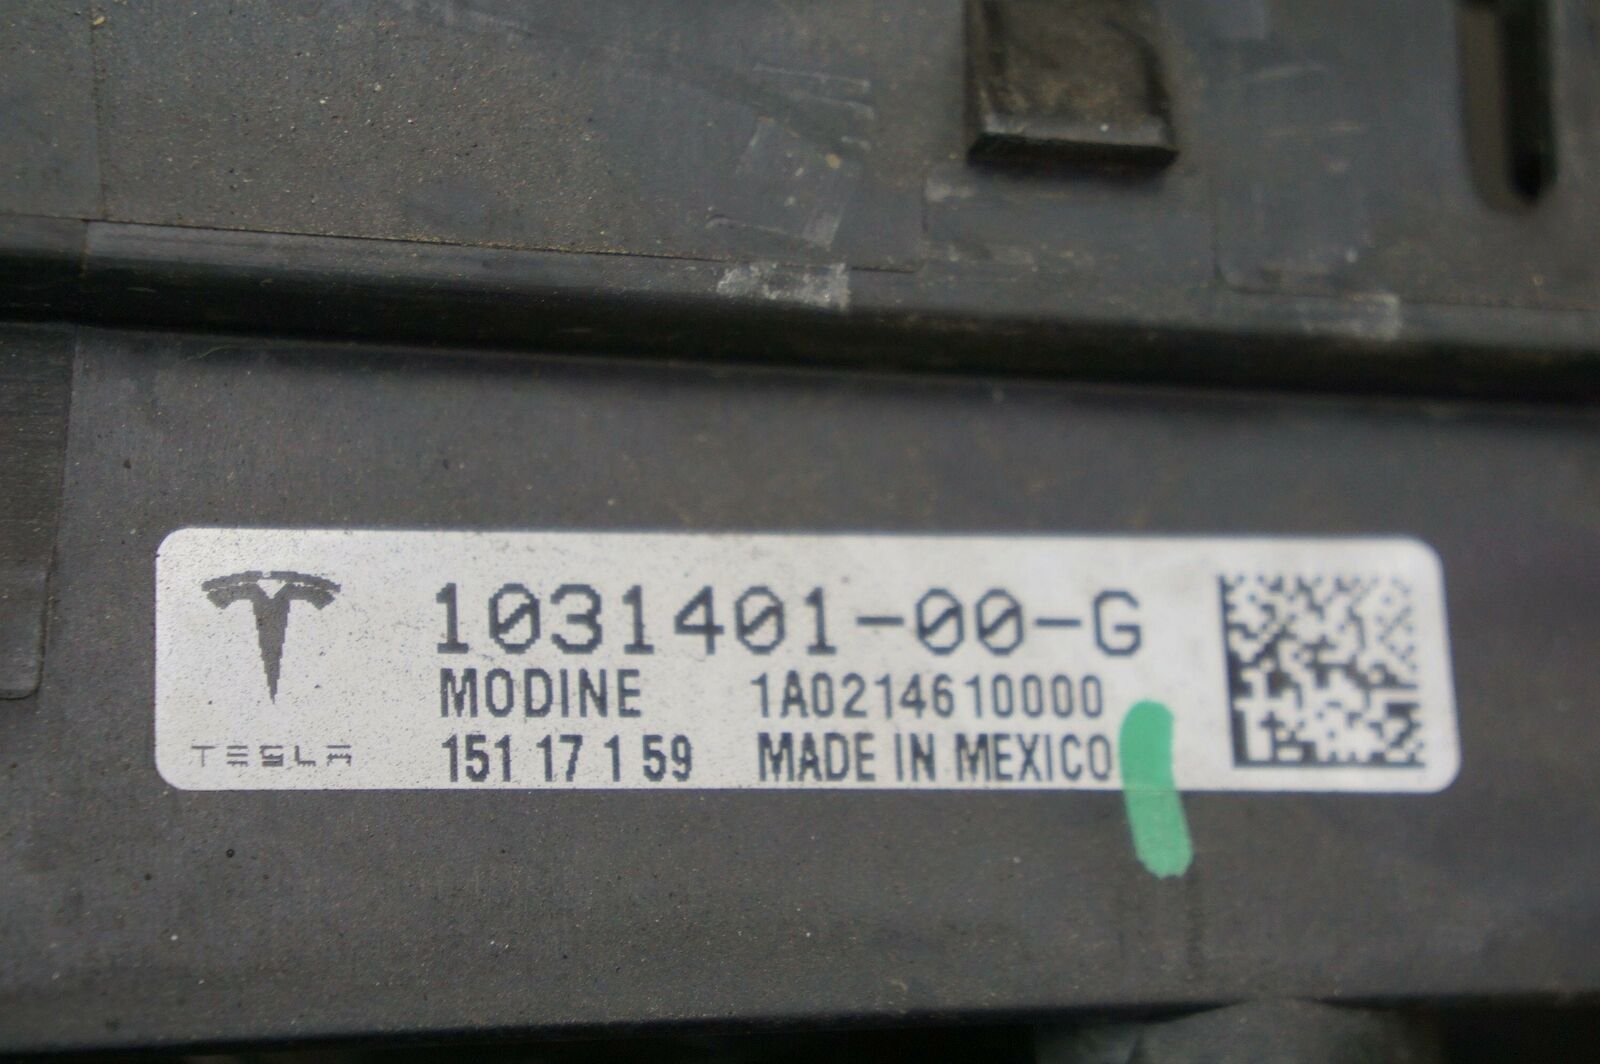 1031401-00-G
MODINE 1A0214610000
TESLA 151 17 1 59 MADE IN MEXICO